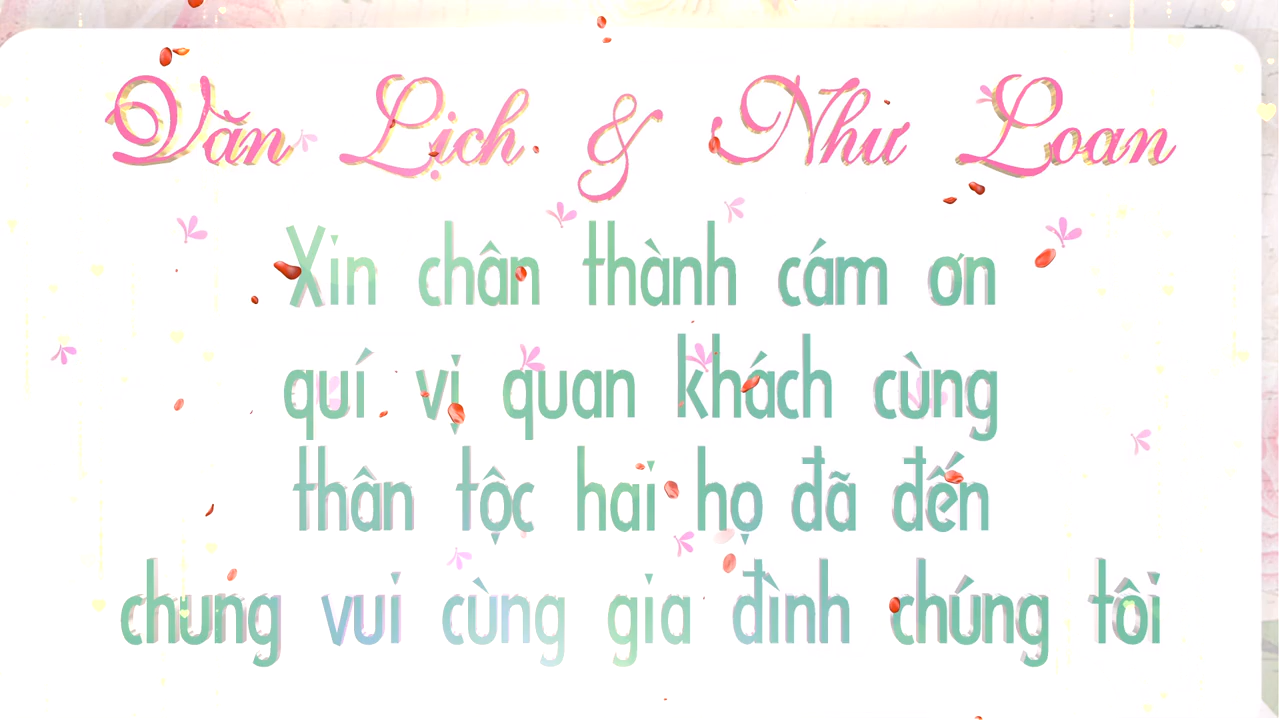 Văn Lịch & Như Loan
Xin chân thành cám ơn
quí vị quan khách cùng
thân tộc hai họ đã đến
chung vui cùng gia đình chúng tôi